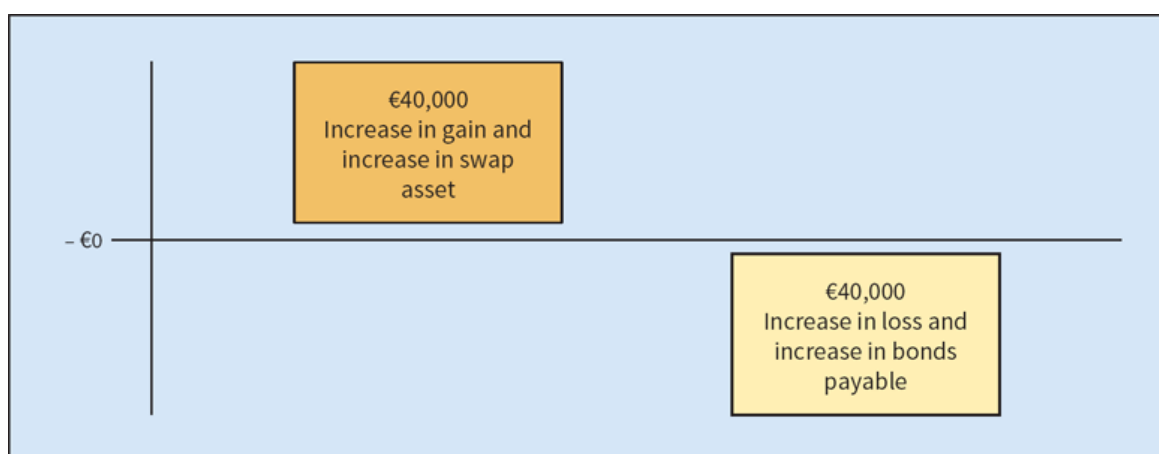 €40,000
Increase in gain and
increase in swap
asset
– €0
€40,000
Increase in loss and
increase in bonds
payable